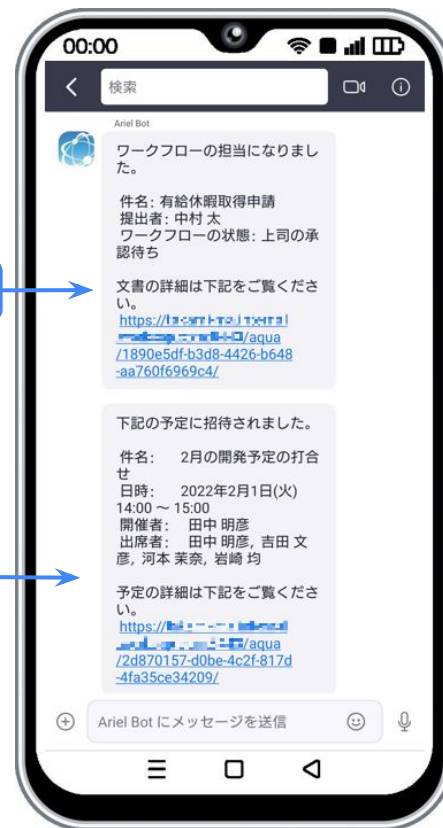 00:00
検索
Ariel Bot
ワークフローの担当になりまし
た。
件名: 有給休暇取得申請
提出者: 中村 太
ワークフローの状態: 上司の承
認待ち
文書の詳細は下記をご覧くださ
い。
https://
/aqua
/1890e5df-b3d8-4426-b648
-aa760f6969c4/
下記の予定に招待されました。
件名: 2月の開発予定の打合
せ
日時: 2022年2月1日(火)
14:00 ~ 15:00
開催者: 田中 明彦
出席者: 田中 明彦, 吉田 文
彦, 河本 茉奈, 岩崎 均
予定の詳細は下記をご覧くださ
い。
https://
/aqua
/2d870157-d0be-4c2f-817d
-4fa35ce34209/
Ariel Bot にメッセージを送信